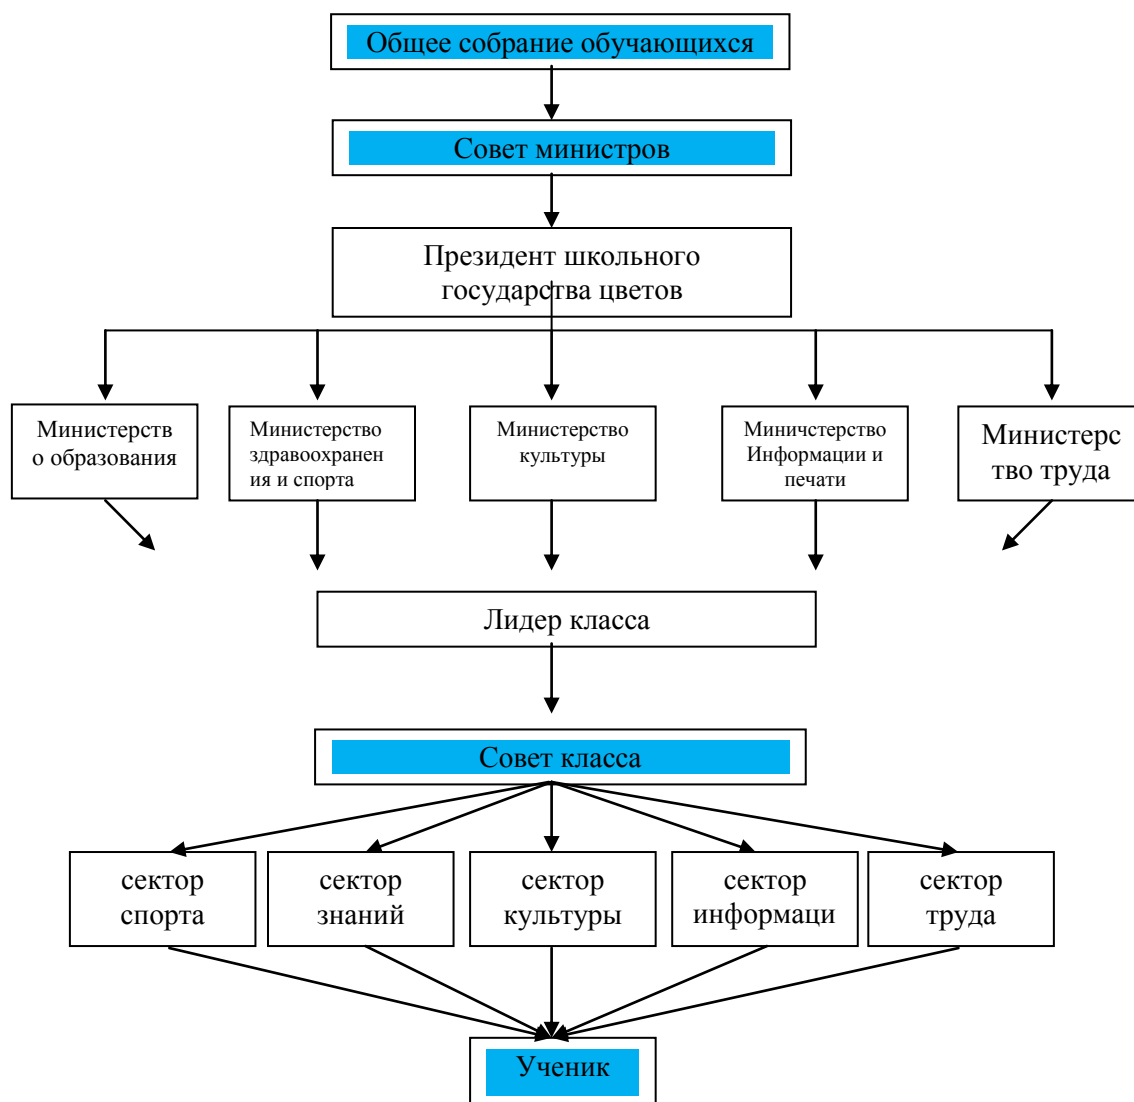 Общее собрание обучающихся
Совет министров
Президент школьного
государства цветов
Министерств
о образования
Министерство
здравоохранен
ия и спорта
Министерство
культуры
Миничстерство
Информации и
печати
Министерс
тво труда
Лидер класса
Совет класса
сектор
спорта
сектор
знаний
сектор
культуры
сектор
информаци
сектор
труда
Ученик